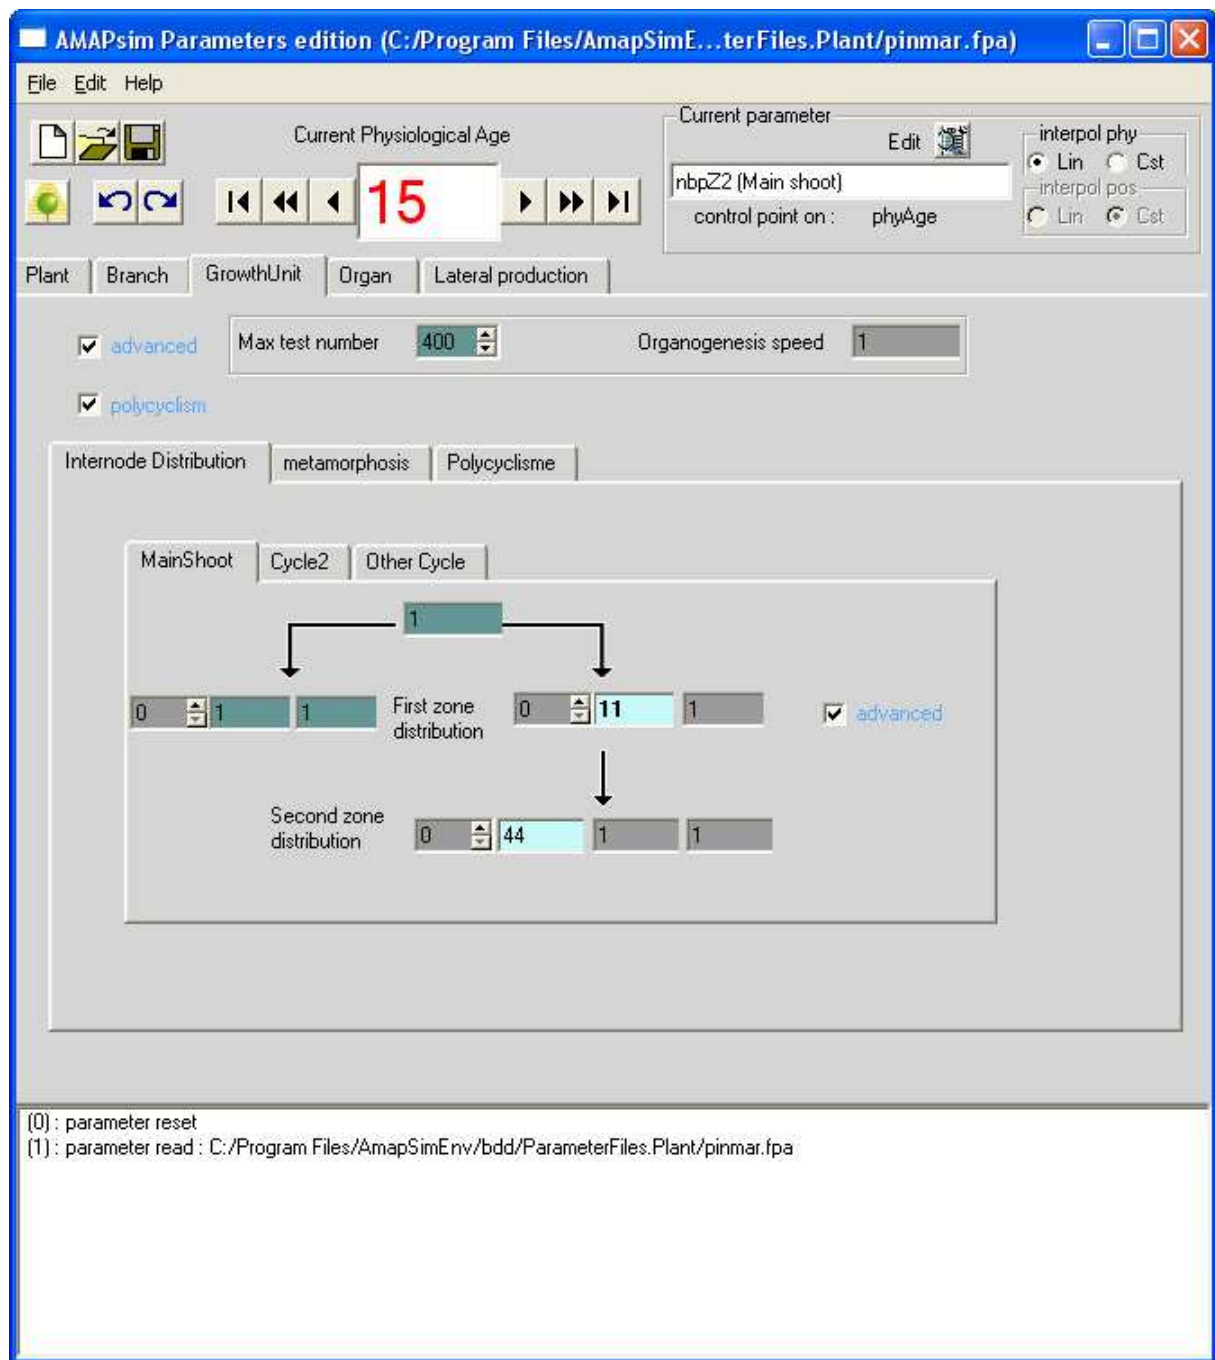 AMAPsim Parameters edition (C:/Program Files/AmapSimE...terFiles.Plant/pinmar.fpa)
File Edit Help
Current Physiological Age
15
Current parameter
Edit
nbpZ2 (Main shoot)
control point on : phyAge
interpol phy
Lin Cst
interpol pos
Lin Cst
Plant Branch GrowthUnit Organ Lateral production
advanced Max test number 400 Organogenesis speed 1
polycyclism
Internode Distribution metamorphosis Polycyclisme
MainShoot Cycle2 Other Cycle
1
0 1 1 First zone distribution 0 11 1 advanced
Second zone distribution 0 44 1 1
(0) : parameter reset
(1) : parameter read : C:/Program Files/AmapSimEnv/bdd/ParameterFiles.Plant/pinmar.fpa